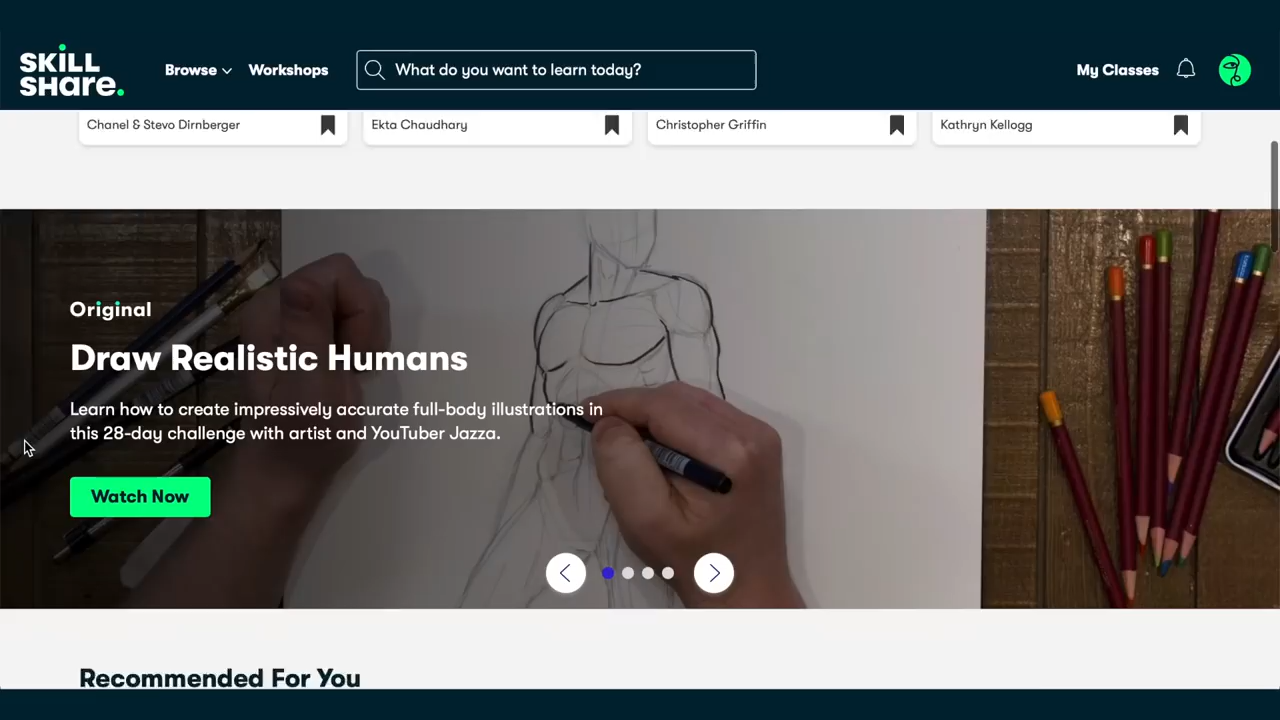 SKILL
SHARE.
Browse
Workshops
What do you want to learn today?
My Classes
Chanel & Stevo Dirnberger
Ekta Chaudhary
Christopher Griffin
Kathryn Kellogg
Original
Draw Realistic Humans
Learn how to create impressively accurate full-body illustrations in
this 28-day challenge with artist and YouTuber Jazza.
Watch Now
Recommended For You